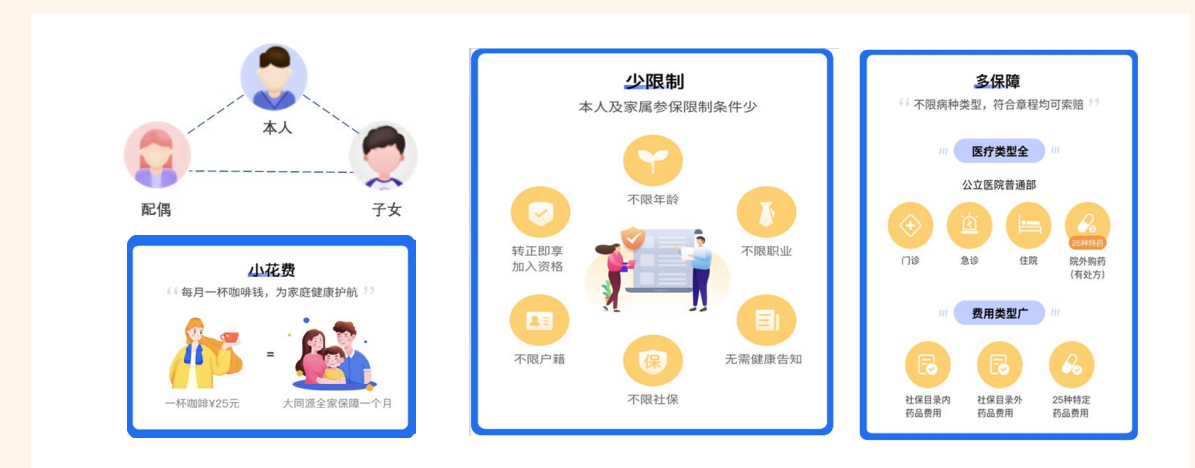 本人
配偶
子女
小花费
“每月一杯咖啡钱，为家庭健康护航”
=
一杯咖啡¥25元
大同源全家保障一个月
少限制
本人及家属参保限制条件少
不限年龄
转正即享
加入资格
不限职业
不限户籍
无需健康告知
保
不限社保
多保障
“不限病种类型，符合章程均可索赔”
医疗类型全
公立医院普通部
25种特药
门诊
急诊
住院
院外购药
(有处方)
费用类型广
社保目录内
药品费用
社保目录外
药品费用
25种特定
药品费用